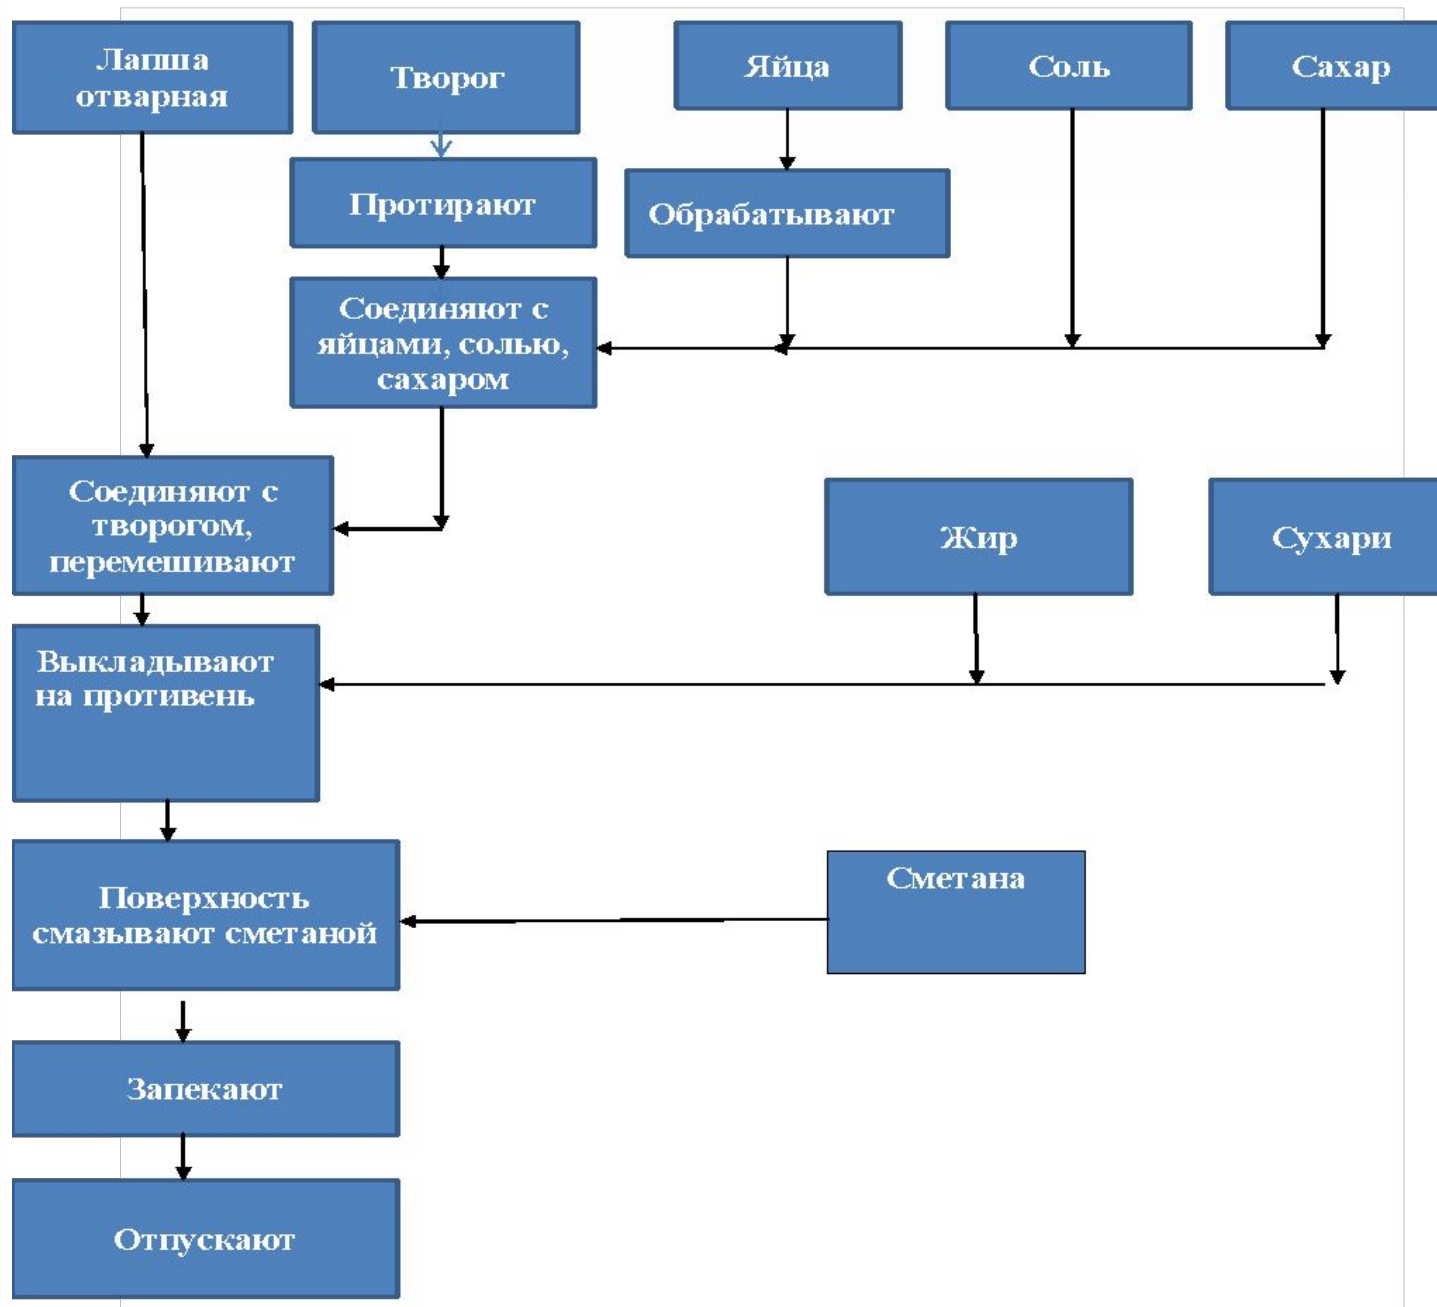 Лапша
отварная
Творог
Яйца
Соль
Сахар
Протирают
Обрабатывают
Соединяют с
яйцами, солью,
сахаром
Соединяют с
творогом,
перемешивают
Жир
Сухари
Выкладывают
на противень
Поверхность
смазывают сметаной
Сметана
Запекают
Отпускают